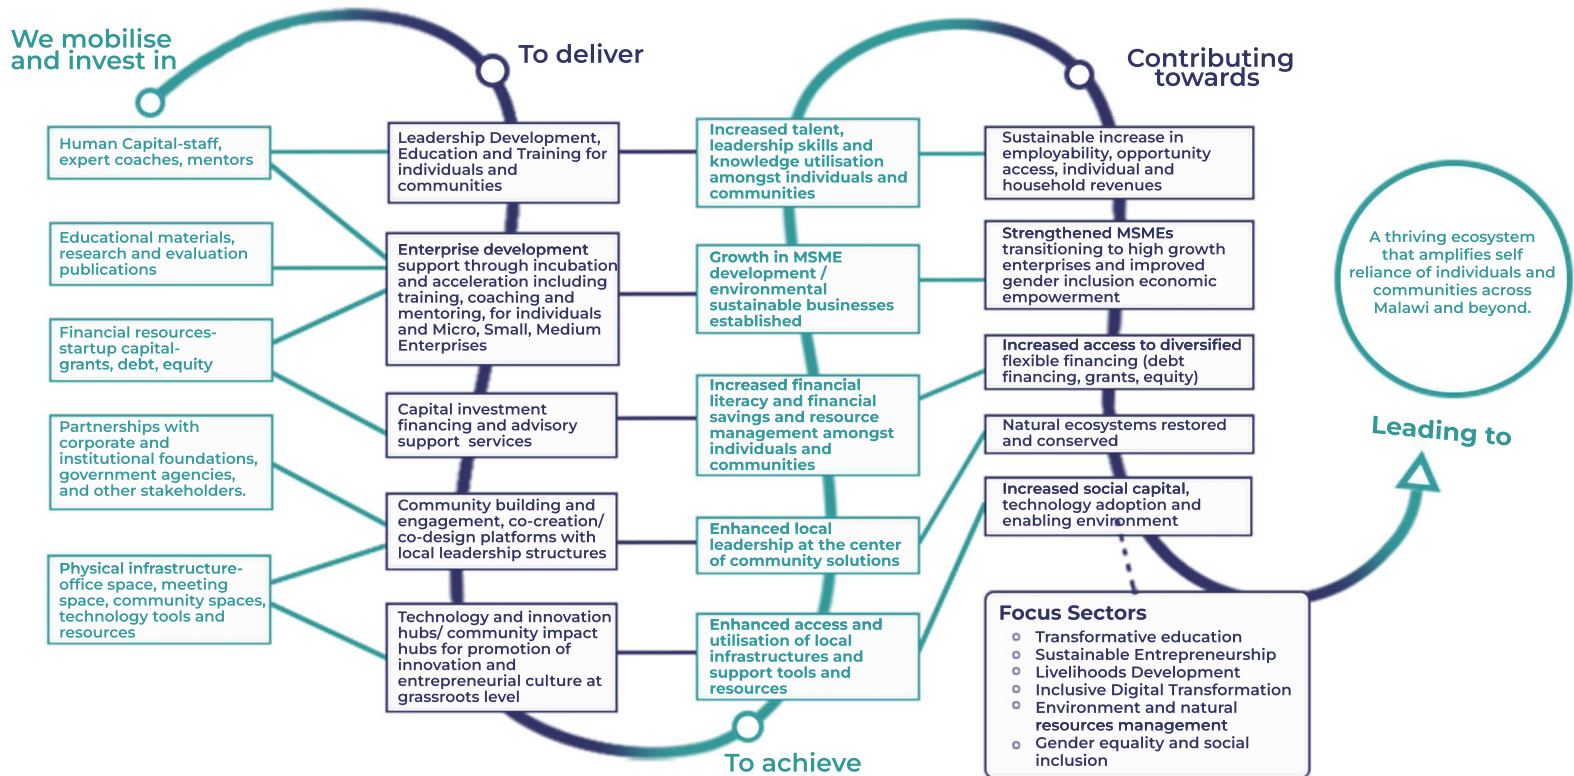 We mobilise
and invest in
Human Capital-staff,
expert coaches, mentors
Educational materials,
research and evaluation
publications
Financial resources-
startup capital-
grants, debt, equity
Partnerships with
corporate and
institutional foundations,
government agencies,
and other stakeholders.
Physical infrastructure-
office space, meeting
space, community spaces,
technology tools and
resources
To deliver
Leadership Development,
Education and Training for
individuals and
communities
Enterprise development
support through incubation
and acceleration including
training, coaching and
mentoring, for individuals
and Micro, Small, Medium
Enterprises
Capital investment
financing and advisory
support services
Community building and
engagement, co-creation/
co-design platforms with
local leadership structures
Technology and innovation
hubs/ community impact
hubs for promotion of
innovation and
entrepreneurial culture at
grassroots level
To achieve
Increased talent,
leadership skills and
knowledge utilisation
amongst individuals and
communities
Growth in MSME
development /
environmental
sustainable businesses
established
Increased financial
literacy and financial
savings and resource
management amongst
individuals and
communities
Enhanced local
leadership at the center
of community solutions
Enhanced access and
utilisation of local
infrastructures and
support tools and
resources
Contributing
towards
Sustainable increase in
employability, opportunity
access, individual and
household revenues
Strengthened MSMEs
transitioning to high growth
enterprises and improved
gender inclusion economic
empowerment
Increased access to diversified
flexible financing (debt
financing, grants, equity)
Natural ecosystems restored
and conserved
Increased social capital,
technology adoption and
enabling environment
Focus Sectors
Transformative education
Sustainable Entrepreneurship
Livelihoods Development
Inclusive Digital Transformation
Environment and natural
resources management
Gender equality and social
inclusion
Leading to
A thriving ecosystem
that amplifies self
reliance of individuals and
communities across
Malawi and beyond.